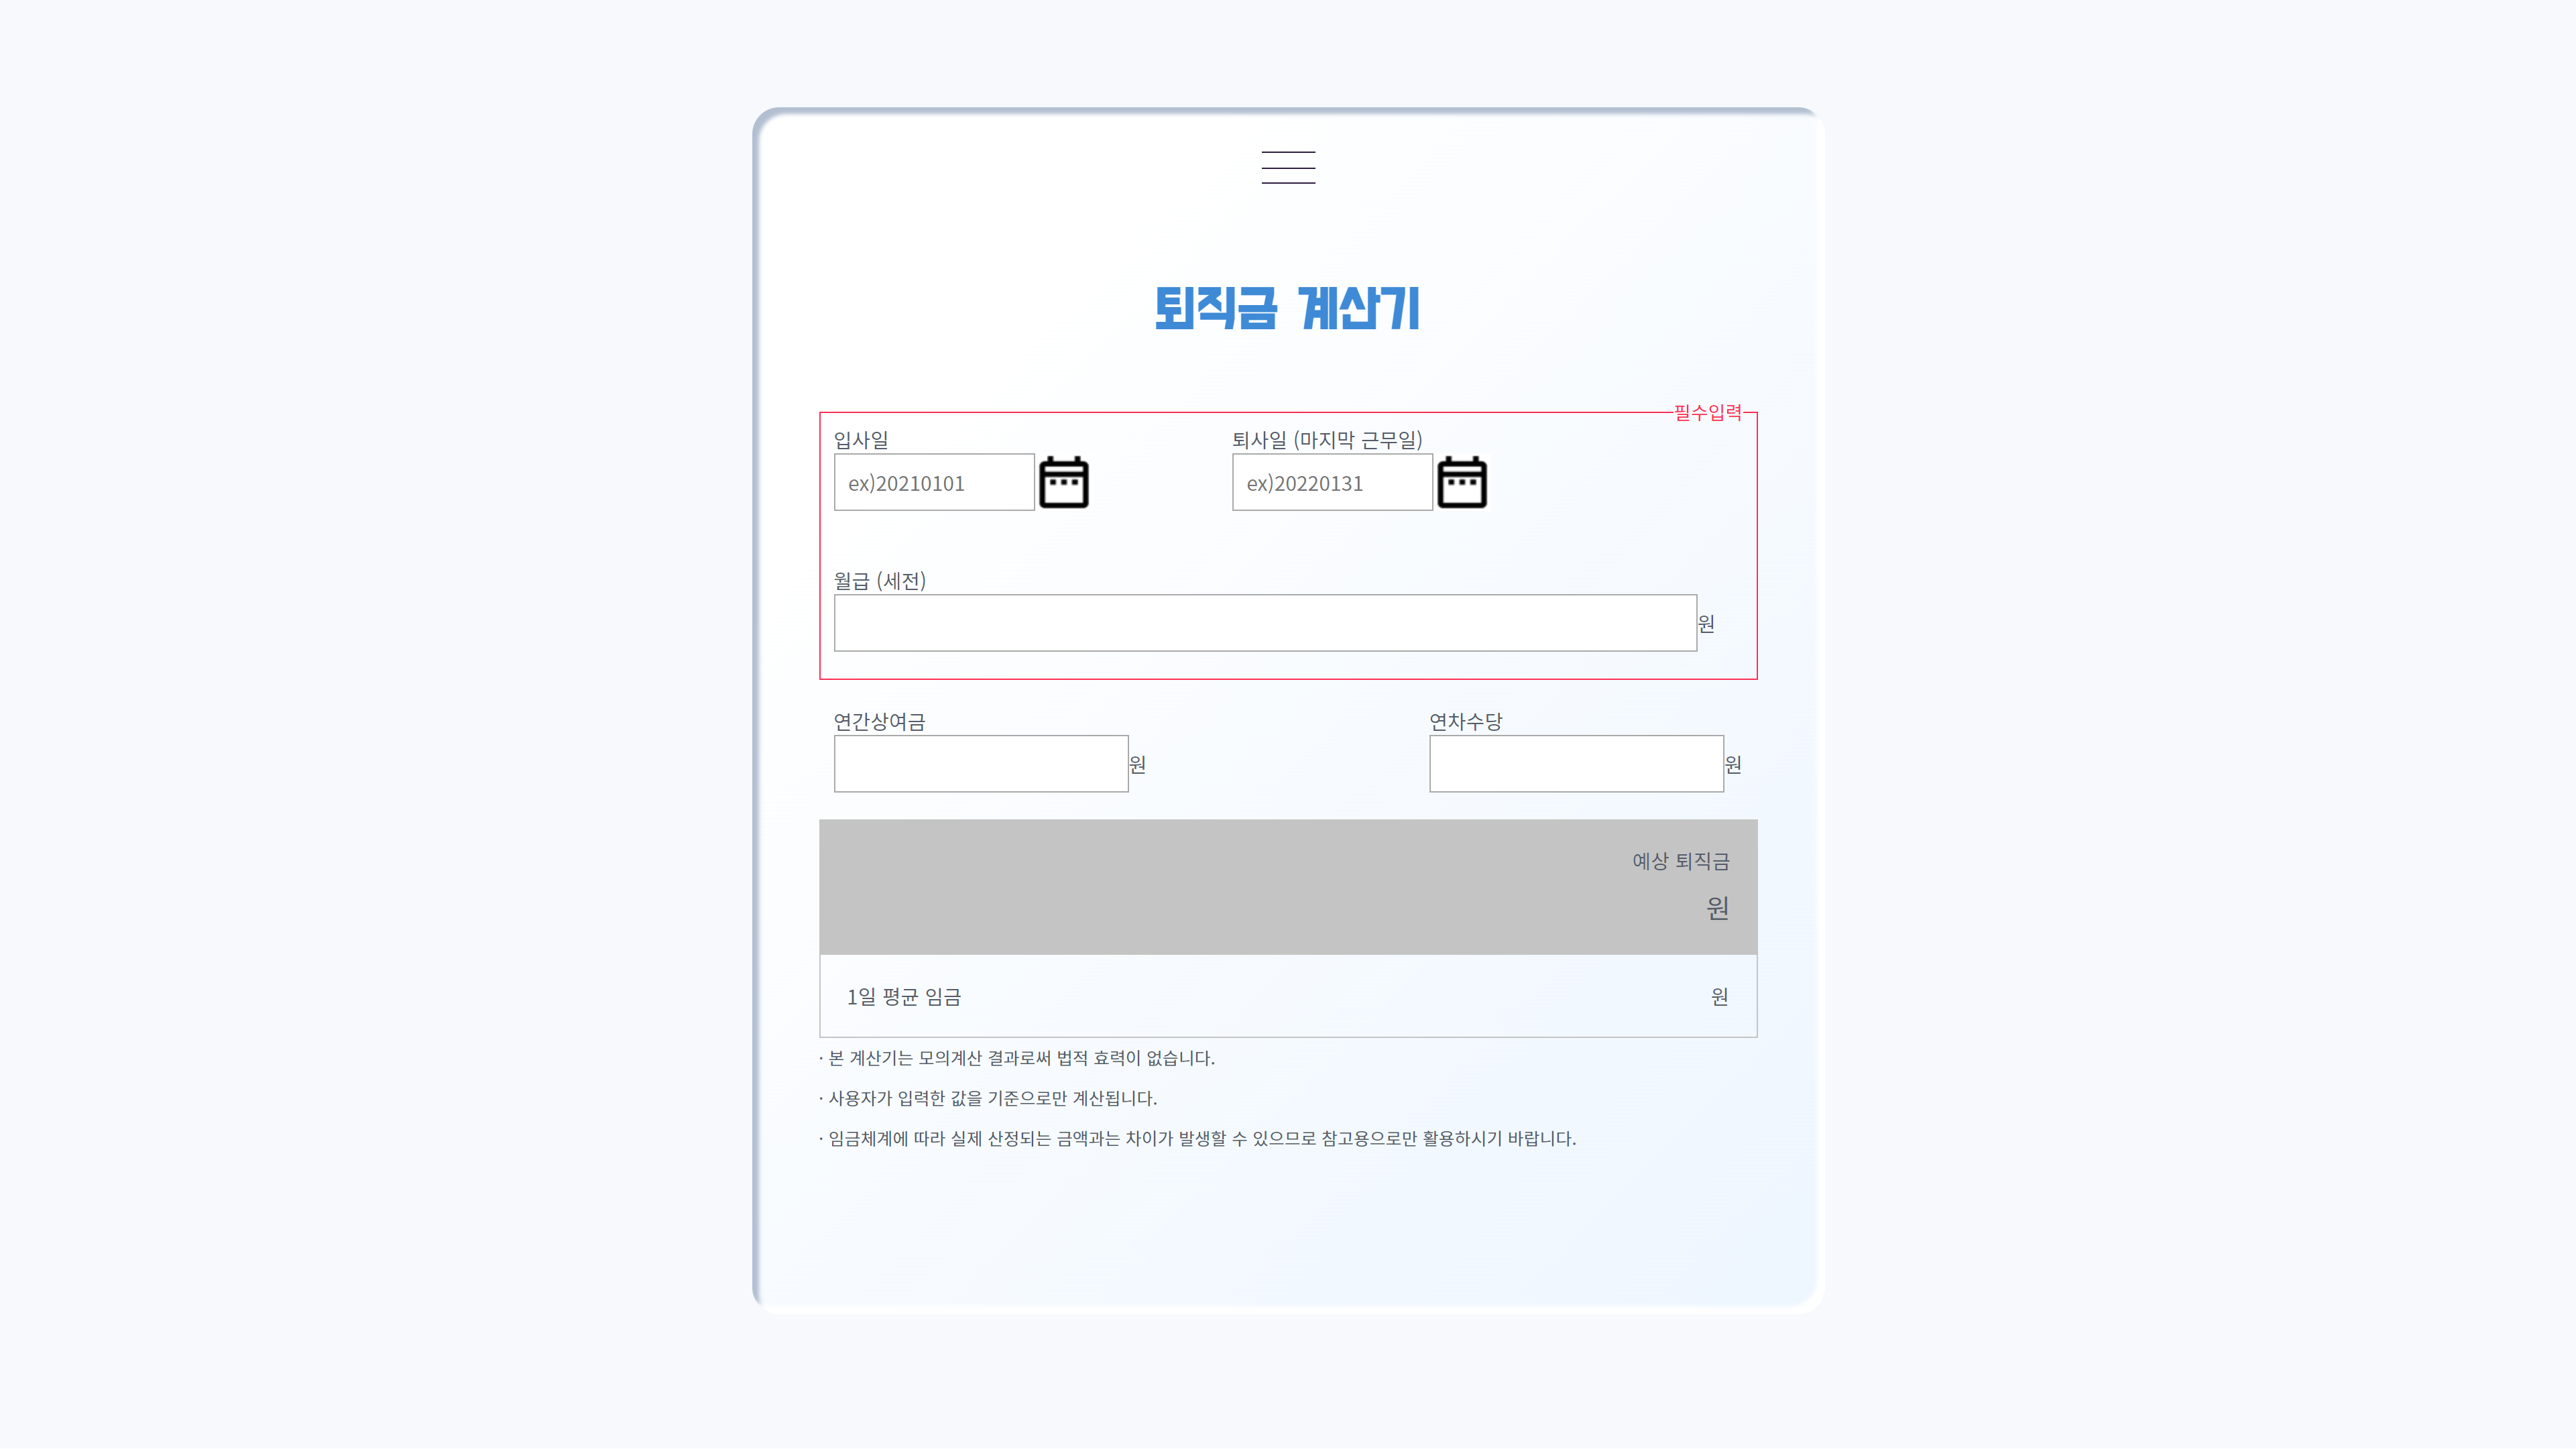 퇴직금 계산기
필수입력
입사일
퇴사일 (마지막 근무일)
ex)20210101
ex)20220131
월급 (세전)
원
연간상여금
연차수당
원
원
예상 퇴직금
원
1일 평균 임금
원
· 본 계산기는 모의계산 결과로써 법적 효력이 없습니다.
· 사용자가 입력한 값을 기준으로만 계산됩니다.
· 임금체계에 따라 실제 산정되는 금액과는 차이가 발생할 수 있으므로 참고용으로만 활용하시기 바랍니다.